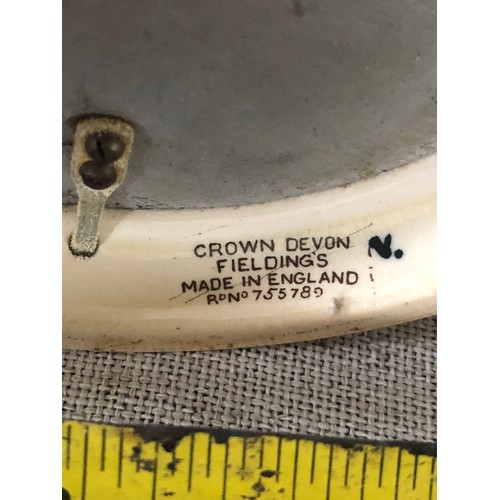 CROWN DEVON
FIELDING'S
MADE IN ENGLAND
RDNO 755789
N.